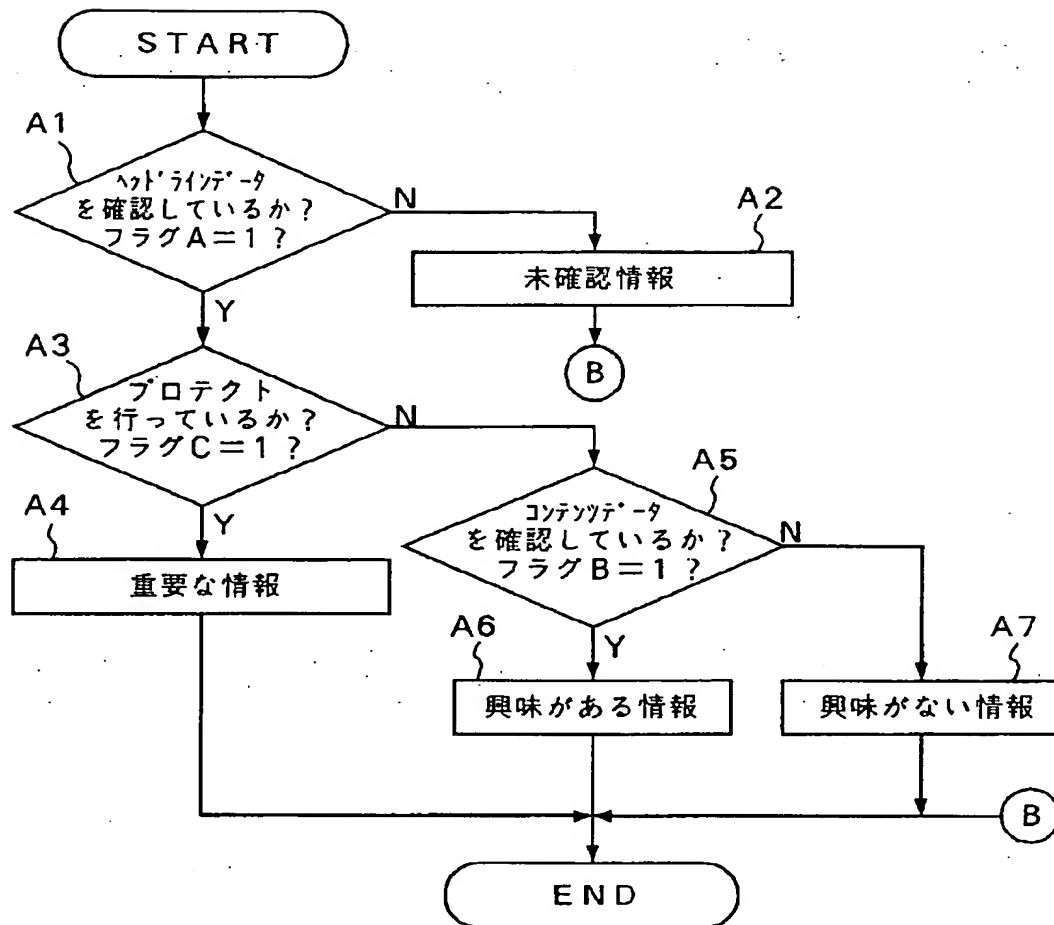 START
A1
ヘッドラインデータ
を確認しているか?
フラグA=1?
N
A2
未確認情報
Y
B
A3
プロテクト
を行っているか?
フラグC=1?
N
A5
Y
A4
コンテンツデータ
を確認しているか?
フラグB=1?
N
重要な情報
A6
Y
A7
興味がある情報
興味がない情報
B
END